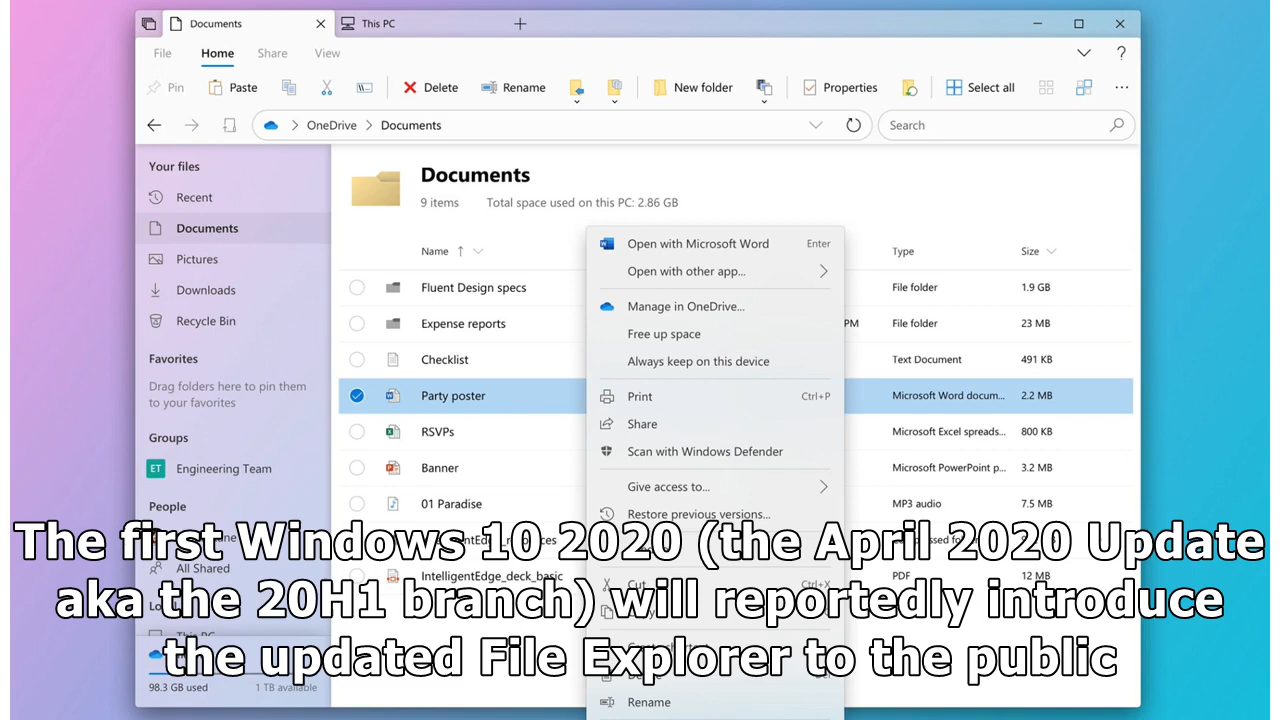 Documents
This PC
File
Home
Share
View
Pin
Paste
Delete
Rename
New folder
Properties
Select all
OneDrive
Documents
Search
Your files
Recent
Documents
Pictures
Downloads
Recycle Bin
Favorites
Drag folders here to pin them
to your favorites
Groups
ET Engineering Team
People
All Shared
98.3 GB used 1 TB available
Documents
9 items Total space used on this PC: 2.86 GB
Name Type Size
Fluent Design specs File folder 1.9 GB
Expense reports PM File folder 23 MB
Checklist Text Document 491 KB
Party poster Microsoft Word docum... 2.2 MB
RSVPs Microsoft Excel spreads... 800 KB
Banner Microsoft PowerPoint p... 3.2 MB
01 Paradise MP3 audio 7.5 MB
IntelligentEdge_deck_basic PDF 12 MB
Open with Microsoft Word Enter
Open with other app...
Manage in OneDrive...
Free up space
Always keep on this device
Print Ctrl+P
Share
Scan with Windows Defender
Give access to...
Restore previous versions...
Cut Ctrl+X
Rename
The first Windows 10 2020 (the April 2020 Update
aka the 20H1 branch) will reportedly introduce
the updated File Explorer to the public